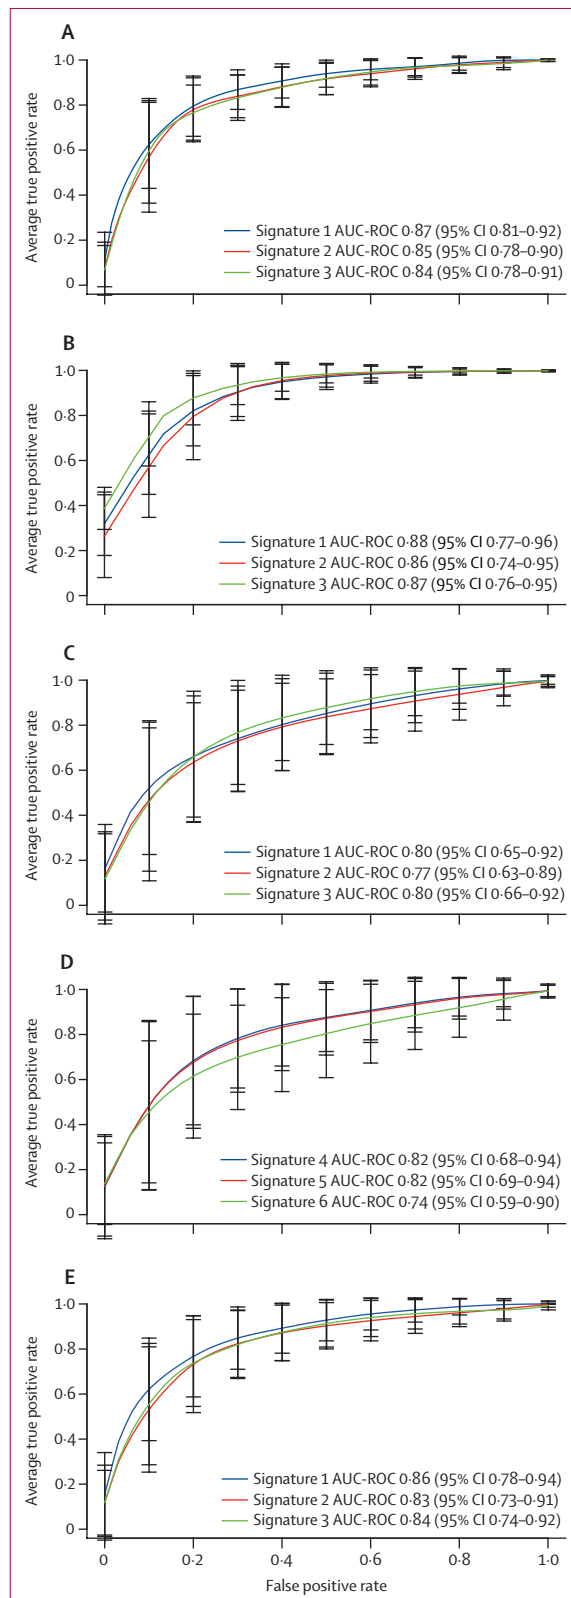 A
1·0
0·8
0·6
0·4
0·2
0
Average true positive rate
Signature 1 AUC-ROC 0·87 (95% CI 0·81–0·92)
Signature 2 AUC-ROC 0·85 (95% CI 0·78–0·90)
Signature 3 AUC-ROC 0·84 (95% CI 0·78–0·91)
B
1·0
0·8
0·6
0·4
0·2
0
Average true positive rate
Signature 1 AUC-ROC 0·88 (95% CI 0·77–0·96)
Signature 2 AUC-ROC 0·86 (95% CI 0·74–0·95)
Signature 3 AUC-ROC 0·87 (95% CI 0·76–0·95)
C
1·0
0·8
0·6
0·4
0·2
0
Average true positive rate
Signature 1 AUC-ROC 0·80 (95% CI 0·65–0·92)
Signature 2 AUC-ROC 0·77 (95% CI 0·63–0·89)
Signature 3 AUC-ROC 0·80 (95% CI 0·66–0·92)
D
1·0
0·8
0·6
0·4
0·2
0
Average true positive rate
Signature 4 AUC-ROC 0·82 (95% CI 0·68–0·94)
Signature 5 AUC-ROC 0·82 (95% CI 0·69–0·94)
Signature 6 AUC-ROC 0·74 (95% CI 0·59–0·90)
E
1·0
0·8
0·6
0·4
0·2
0
Average true positive rate
Signature 1 AUC-ROC 0·86 (95% CI 0·78–0·94)
Signature 2 AUC-ROC 0·83 (95% CI 0·73–0·91)
Signature 3 AUC-ROC 0·84 (95% CI 0·74–0·92)
0 0·2 0·4 0·6 0·8 1·0
False positive rate